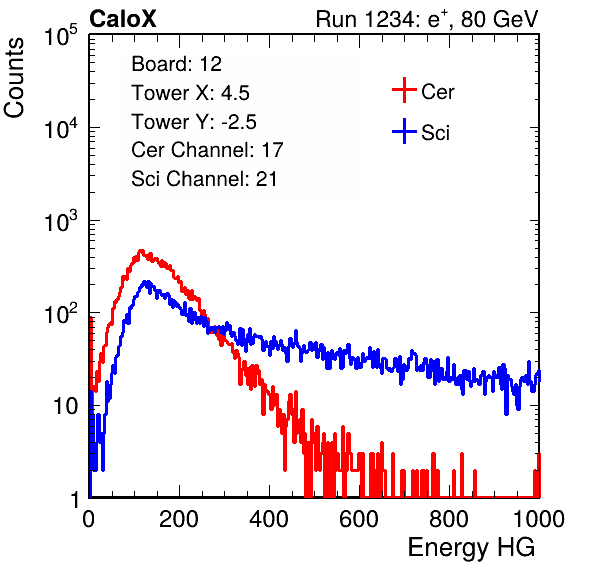 CaloX Run 1234: e⁺, 80 GeV
Counts
10⁵
10⁴
10³
10²
10
1
Board: 12
Tower X: 4.5
Tower Y: -2.5
Cer Channel: 17
Sci Channel: 21
Cer
Sci
0 200 400 600 800 1000
Energy HG